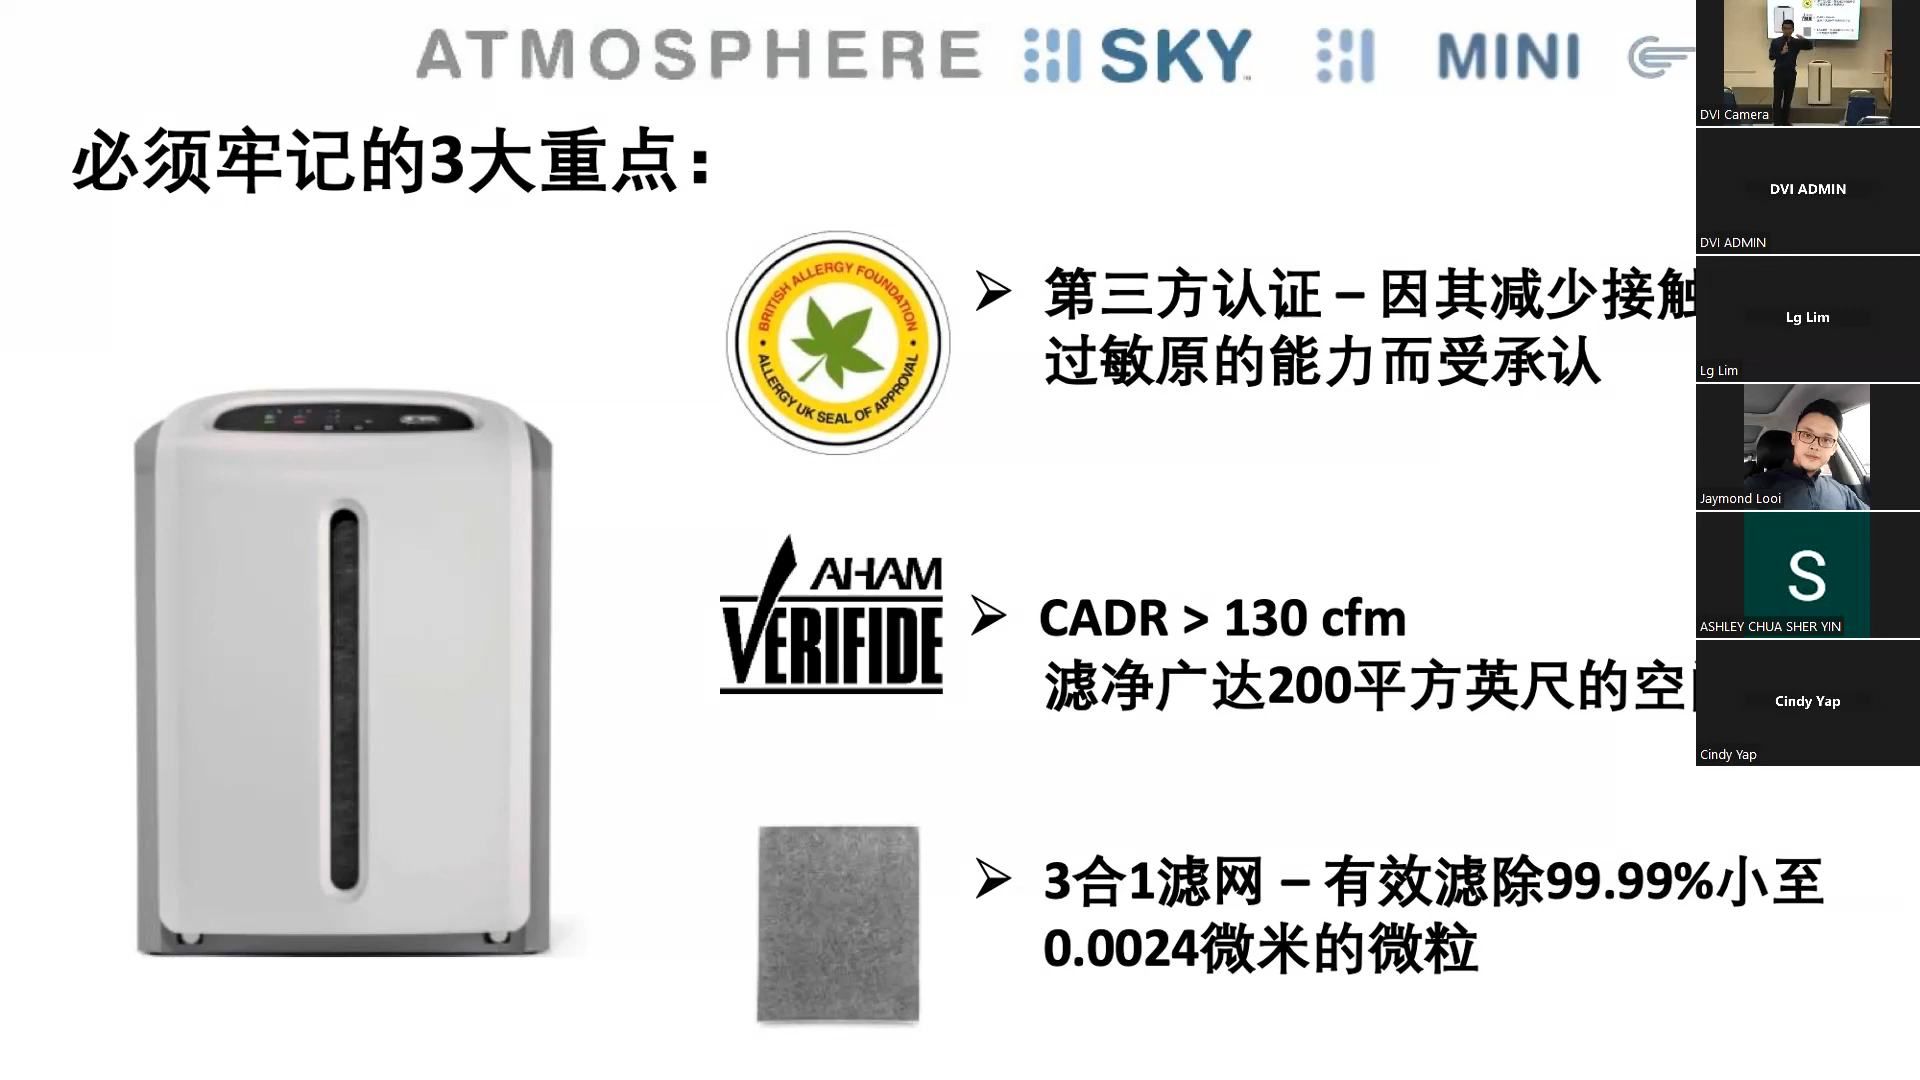 ATMOSPHERE SKY MINI
必须牢记的3大重点：
BRITISH ALLERGY FOUNDATION
ALLERGY UK SEAL OF APPROVAL
第三方认证 – 因其减少接触
过敏原的能力而受承认
AHAM
VERIFIDE
CADR > 130 cfm
滤净广达200平方英尺的空
3合1滤网 – 有效滤除99.99%小至
0.0024微米的微粒
DVI Camera
DVI ADMIN
DVI ADMIN
Lg Lim
Lg Lim
Jaymond Looi
S
ASHLEY CHUA SHER YIN
Cindy Yap
Cindy Yap